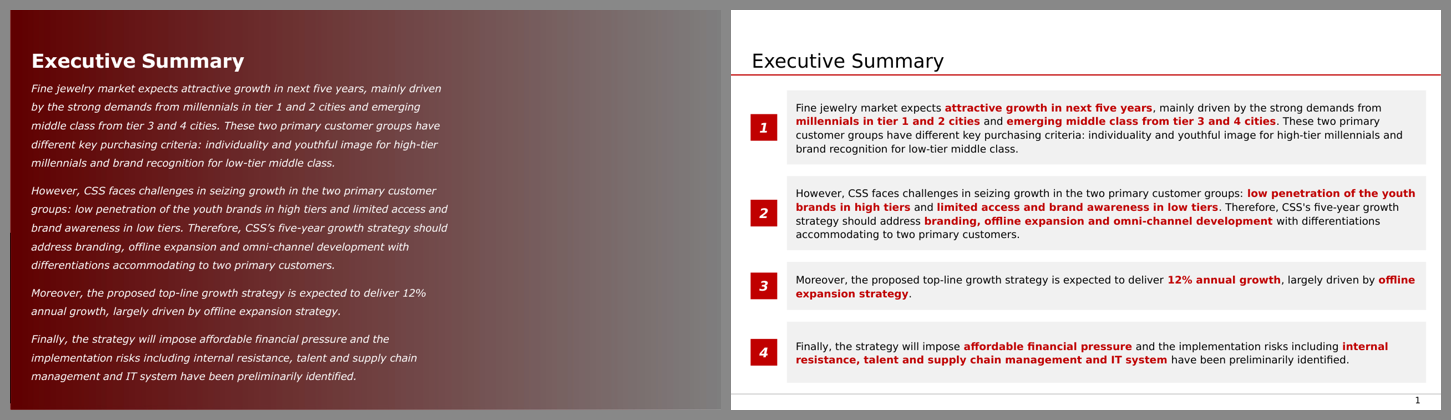 Executive Summary
Fine jewelry market expects attractive growth in next five years, mainly driven
by the strong demands from millennials in tier 1 and 2 cities and emerging
middle class from tier 3 and 4 cities. These two primary customer groups have
different key purchasing criteria: individuality and youthful image for high-tier
millennials and brand recognition for low-tier middle class.
However, CSS faces challenges in seizing growth in the two primary customer
groups: low penetration of the youth brands in high tiers and limited access and
brand awareness in low tiers. Therefore, CSS’s five-year growth strategy should
address branding, offline expansion and omni-channel development with
differentiations accommodating to two primary customers.
Moreover, the proposed top-line growth strategy is expected to deliver 12%
annual growth, largely driven by offline expansion strategy.
Finally, the strategy will impose affordable financial pressure and the
implementation risks including internal resistance, talent and supply chain
management and IT system have been preliminarily identified.
Executive Summary
1
Fine jewelry market expects attractive growth in next five years, mainly driven by the strong demands from
millennials in tier 1 and 2 cities and emerging middle class from tier 3 and 4 cities. These two primary
customer groups have different key purchasing criteria: individuality and youthful image for high-tier millennials and
brand recognition for low-tier middle class.
2
However, CSS faces challenges in seizing growth in the two primary customer groups: low penetration of the youth
brands in high tiers and limited access and brand awareness in low tiers. Therefore, CSS's five-year growth
strategy should address branding, offline expansion and omni-channel development with differentiations
accommodating to two primary customers.
3
Moreover, the proposed top-line growth strategy is expected to deliver 12% annual growth, largely driven by offline
expansion strategy.
4
Finally, the strategy will impose affordable financial pressure and the implementation risks including internal
resistance, talent and supply chain management and IT system have been preliminarily identified.
1